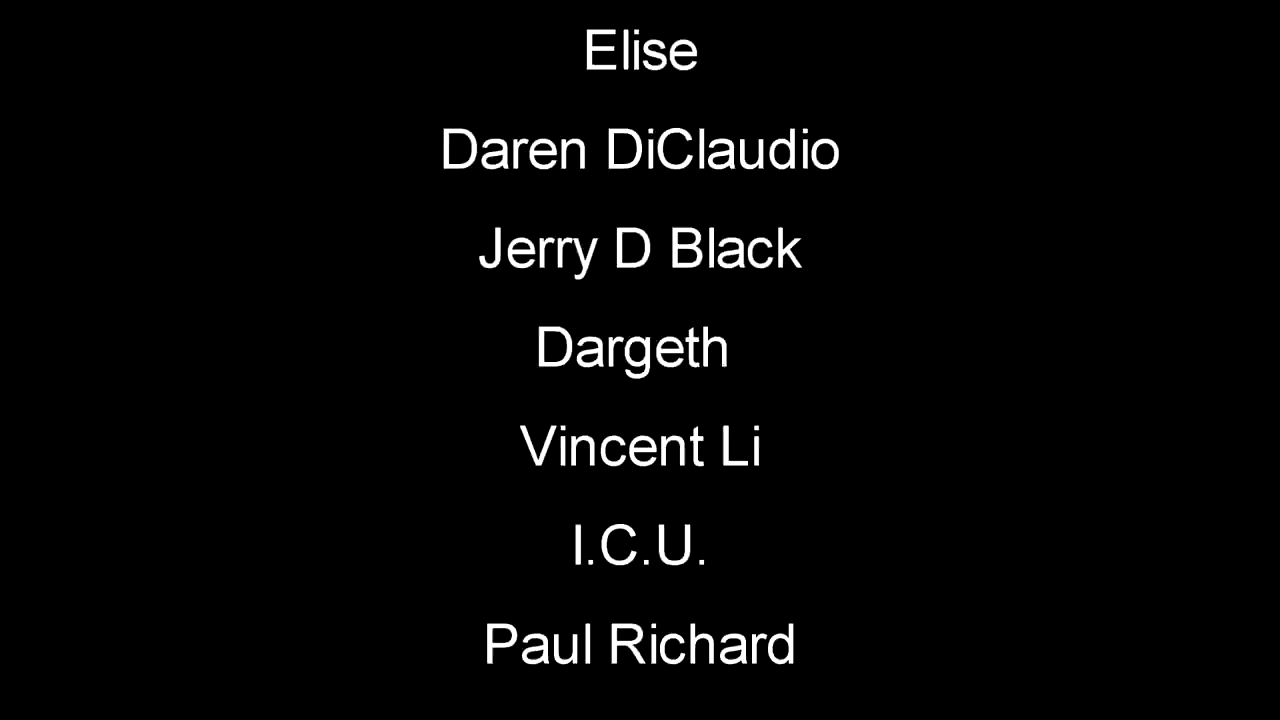 Elise
Daren DiClaudio
Jerry D Black
Dargeth
Vincent Li
I.C.U.
Paul Richard